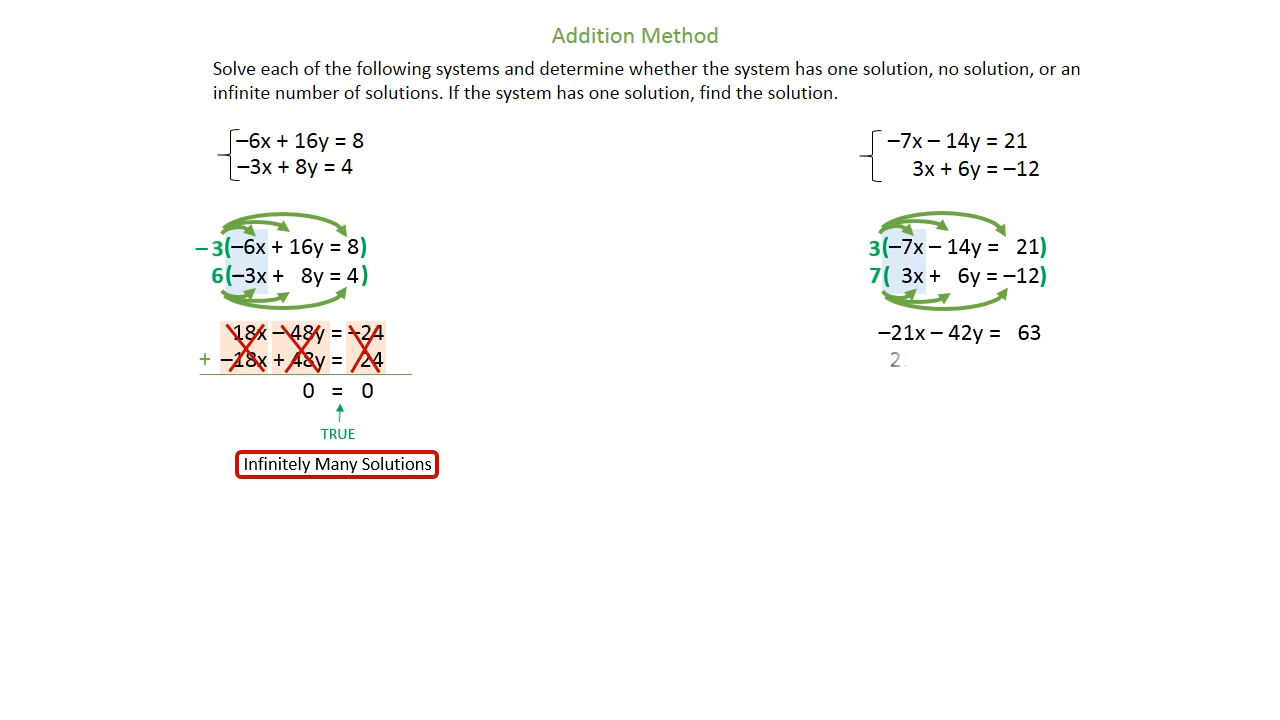 Addition Method
Solve each of the following systems and determine whether the system has one solution, no solution, or an
infinite number of solutions. If the system has one solution, find the solution.
–6x + 16y = 8
–3x + 8y = 4
–3(–6x + 16y = 8)
6(–3x + 8y = 4)
18x – 48y = –24
+ –18x + 48y = 24
0 = 0
TRUE
Infinitely Many Solutions
–7x – 14y = 21
3x + 6y = –12
3(–7x – 14y = 21)
7( 3x + 6y = –12)
–21x – 42y = 63
2